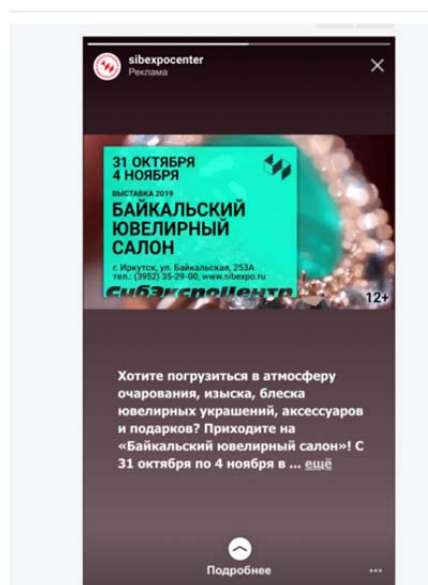 sibexpocenter
Реклама
31 ОКТЯБРЯ
4 НОЯБРЯ
ВЫСТАВКА 2019
БАЙКАЛЬСКИЙ
ЮВЕЛИРНЫЙ
САЛОН
г. Иркутск, ул. Байкальская, 253А
тел.: (3952) 35-29-00, www.sibexpo.ru
СибЭкспоЦентр
12+
Хотите погрузиться в атмосферу
очарования, изыска, блеска
ювелирных украшений, аксессуаров
и подарков? Приходите на
«Байкальский ювелирный салон»! С
31 октября по 4 ноября в ... ещё
Подробнее